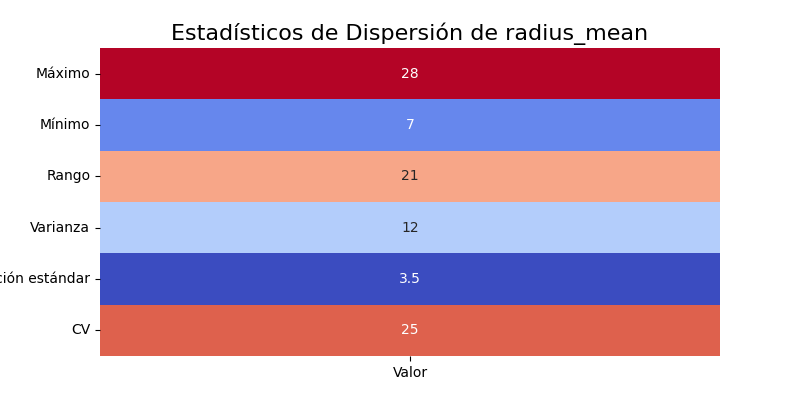 Estadísticos de Dispersión de radius_mean
Máximo 28
Mínimo 7
Rango 21
Varianza 12
ción estándar 3.5
CV 25
Valor